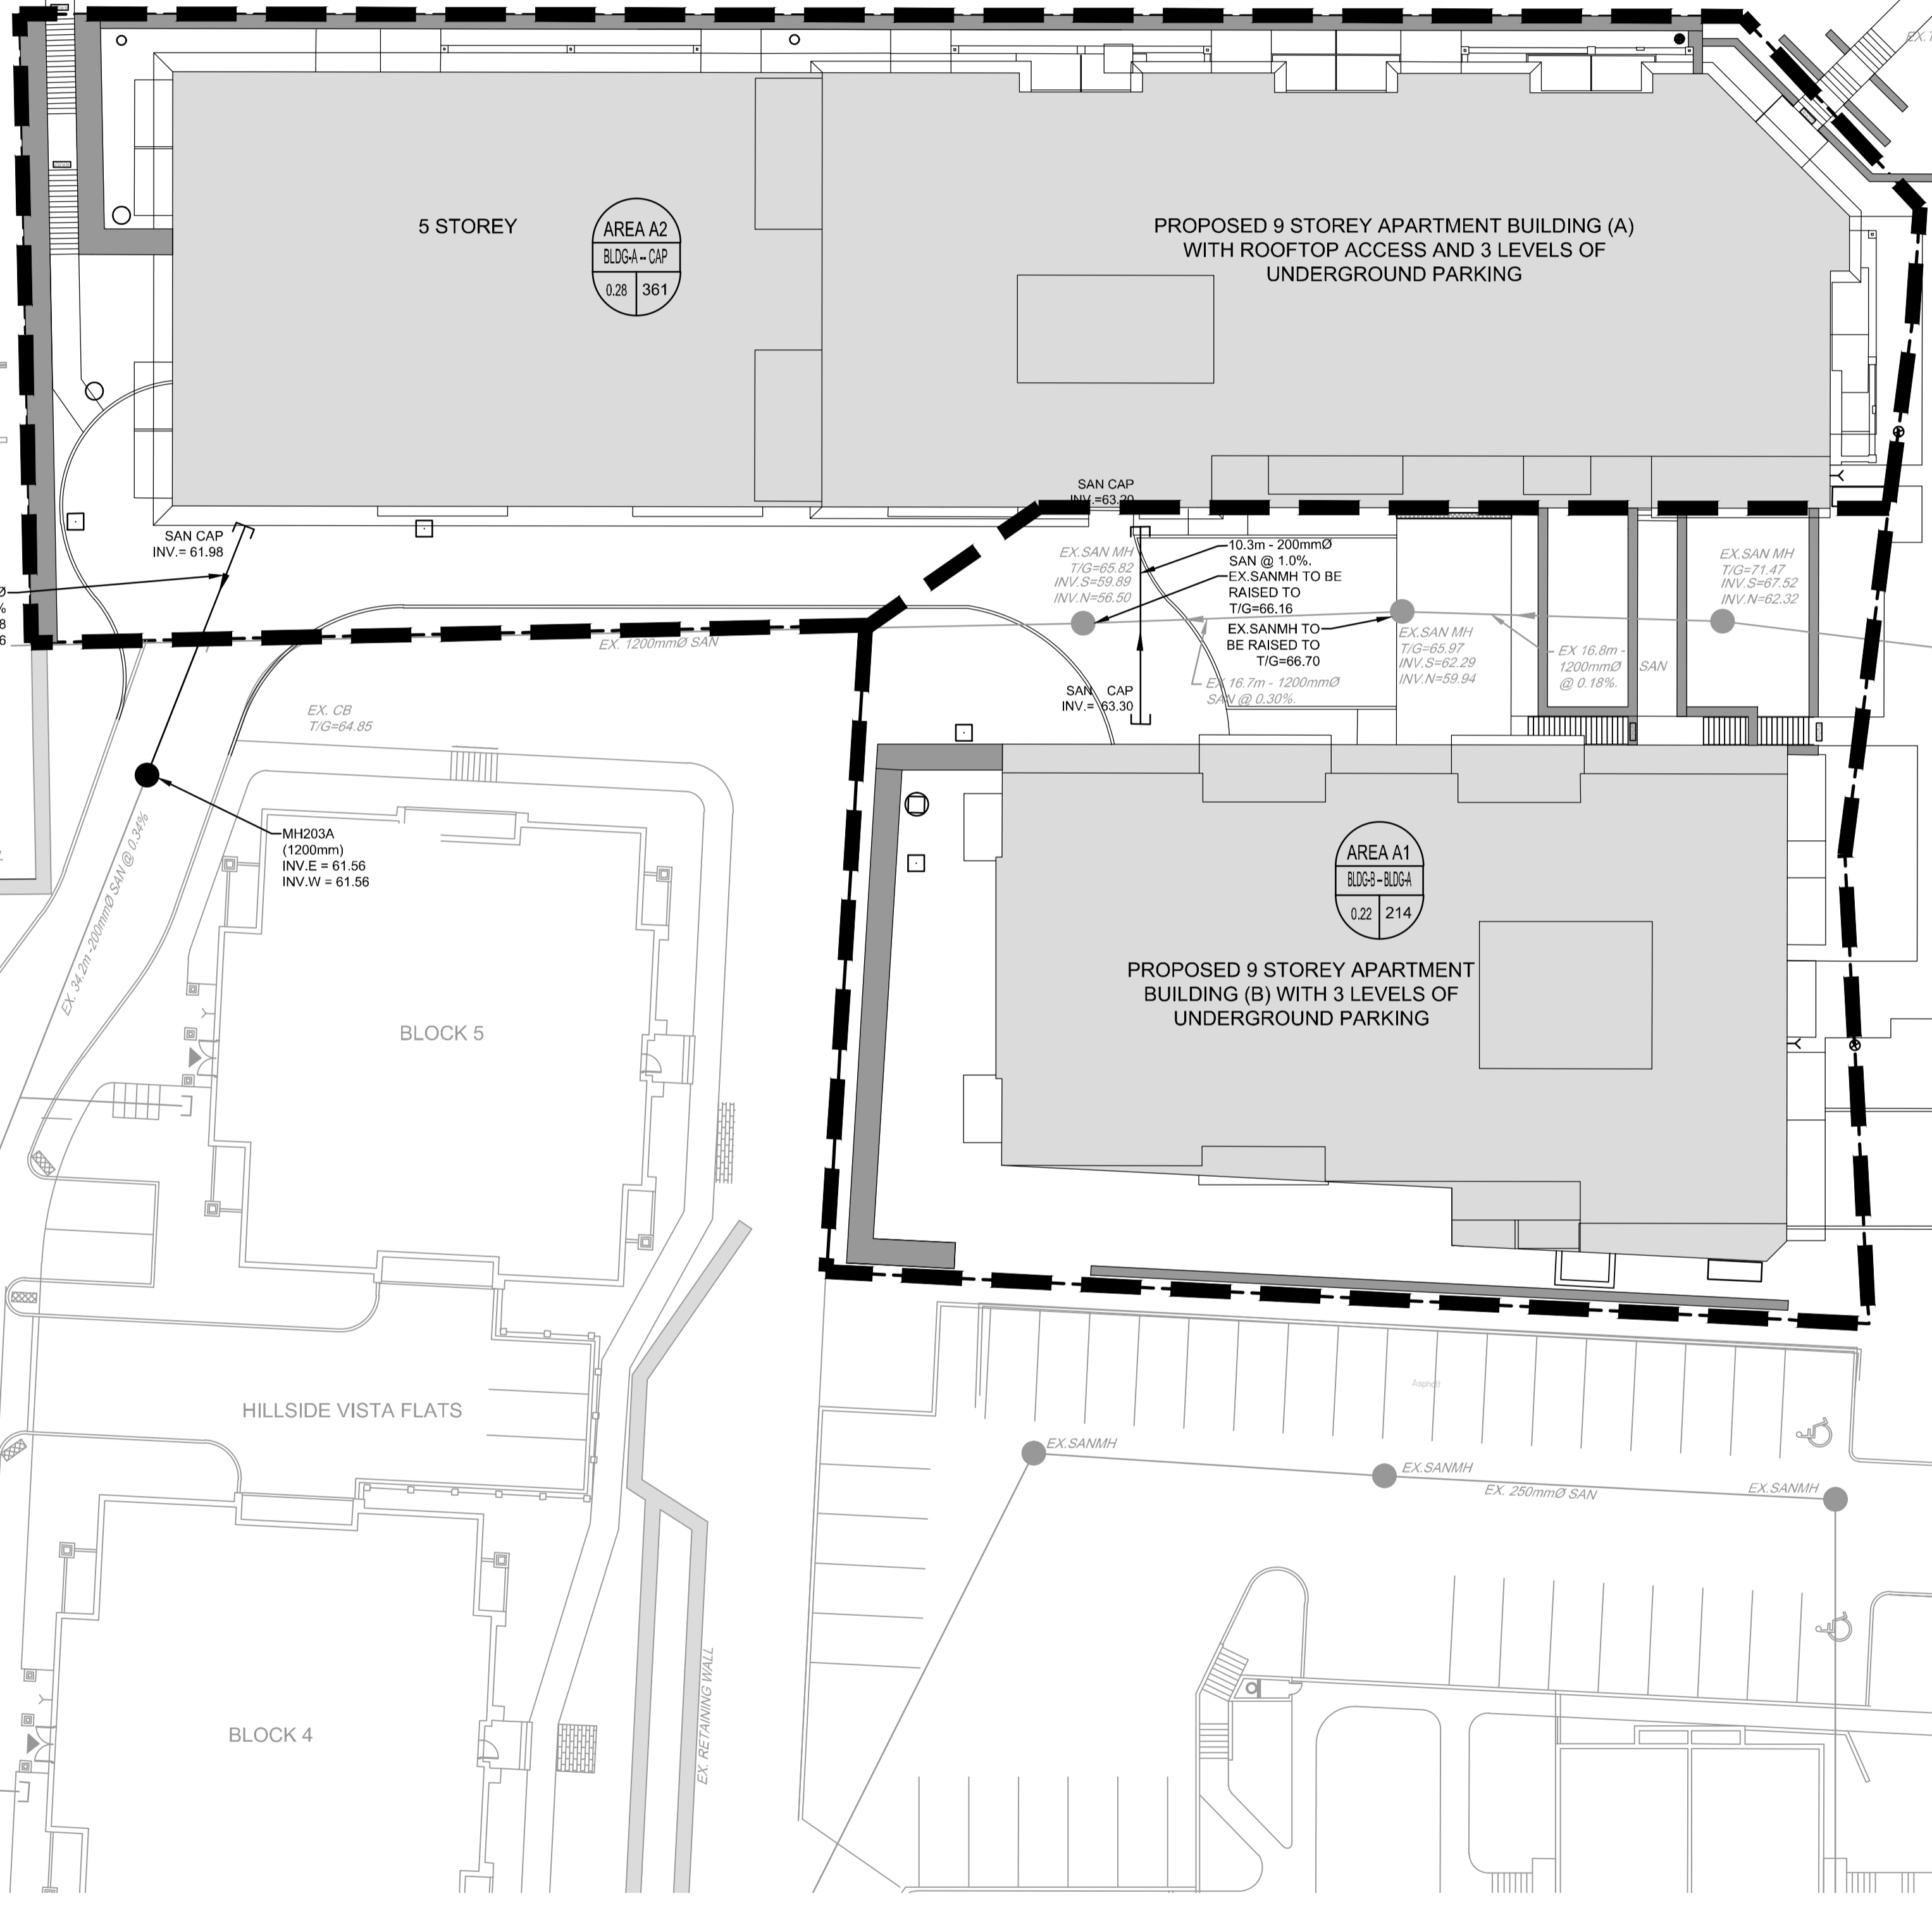 5 STOREY
AREA A2
BLDG-A -- CAP
0.28 361
PROPOSED 9 STOREY APARTMENT BUILDING (A)
WITH ROOFTOP ACCESS AND 3 LEVELS OF
UNDERGROUND PARKING
SAN CAP
INV.=63.20
SAN CAP
INV.= 61.98
Ø
%
8
6
EX.SAN MH
T/G=65.82
INV.S=59.89
INV.N=56.50
10.3m - 200mmØ
SAN @ 1.0%.
EX.SANMH TO BE
RAISED TO
T/G=66.16
EX.SANMH TO
BE RAISED TO
T/G=66.70
EX.SAN MH
T/G=65.97
INV.S=62.29
INV.N=59.94
EX.SAN MH
T/G=71.47
INV.S=67.52
INV.N=62.32
EX 16.8m -
1200mmØ SAN
@ 0.18%.
EX 16.7m - 1200mmØ
SAN @ 0.30%.
EX. 1200mmØ SAN
SAN CAP
INV.= 63.30
EX. CB
T/G=64.85
MH203A
(1200mm)
INV.E = 61.56
INV.W = 61.56
EX. 34.2m -200mmØ SAN @ 0.34%
AREA A1
BLDG-B -- BLDG-A
0.22 214
PROPOSED 9 STOREY APARTMENT
BUILDING (B) WITH 3 LEVELS OF
UNDERGROUND PARKING
BLOCK 5
HILLSIDE VISTA FLATS
Asphalt
EX.SANMH
EX.SANMH
EX. 250mmØ SAN
EX.SANMH
EX. RETAINING WALL
BLOCK 4